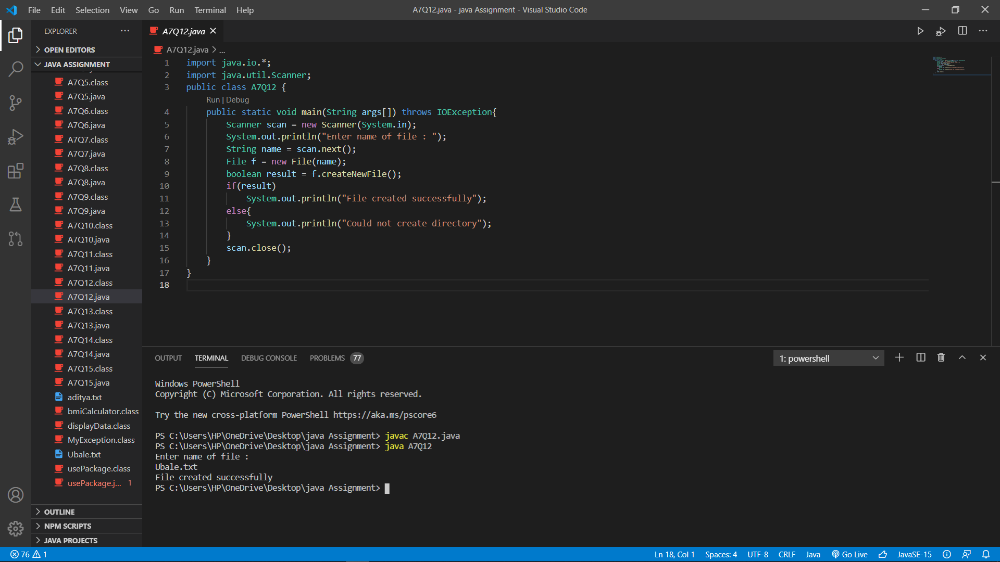 File Edit Selection View Go Run Terminal Help
A7Q12.java - java Assignment - Visual Studio Code
EXPLORER
OPEN EDITORS
JAVA ASSIGNMENT
A7Q5.class
A7Q5.java
A7Q6.class
A7Q6.java
A7Q7.class
A7Q7.java
A7Q8.class
A7Q8.java
A7Q9.class
A7Q9.java
A7Q10.class
A7Q10.java
A7Q11.class
A7Q11.java
A7Q12.class
A7Q12.java
A7Q13.class
A7Q13.java
A7Q14.class
A7Q14.java
A7Q15.class
A7Q15.java
aditya.txt
bmiCalculator.class
displayData.class
MyException.class
Ubale.txt
usePackage.class
usePackage.j... 1
OUTLINE
NPM SCRIPTS
JAVA PROJECTS
A7Q12.java
A7Q12.java > ...
1 import java.io.*;
2 import java.util.Scanner;
3 public class A7Q12 {
Run | Debug
4 public static void main(String args[]) throws IOException{
5 Scanner scan = new Scanner(System.in);
6 System.out.println("Enter name of file : ");
7 String name = scan.next();
8 File f = new File(name);
9 boolean result = f.createNewFile();
10 if(result)
11 System.out.println("File created successfully");
12 else{
13 System.out.println("Could not create directory");
14 }
15 scan.close();
16 }
17 }
18
OUTPUT TERMINAL DEBUG CONSOLE PROBLEMS 77
1: powershell
Windows PowerShell
Copyright (C) Microsoft Corporation. All rights reserved.
Try the new cross-platform PowerShell https://aka.ms/pscore6
PS C:\Users\HP\OneDrive\Desktop\java Assignment> javac A7Q12.java
PS C:\Users\HP\OneDrive\Desktop\java Assignment> java A7Q12
Enter name of file :
Ubale.txt
File created successfully
PS C:\Users\HP\OneDrive\Desktop\java Assignment>
76 1
Ln 18, Col 1 Spaces: 4 UTF-8 CRLF Java Go Live JavaSE-15